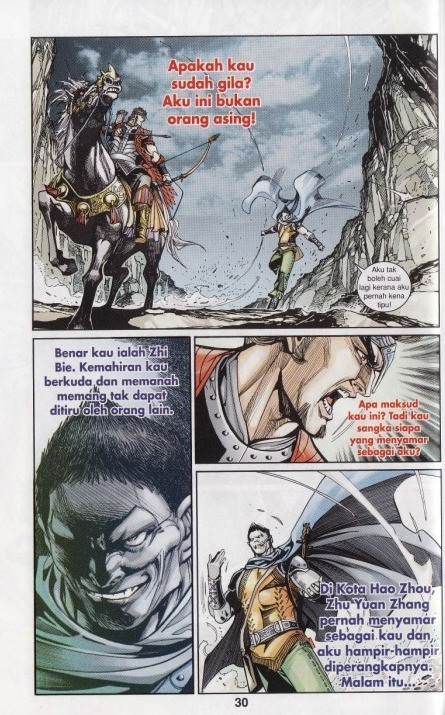 Apakah kau
sudah gila?
Aku ini bukan
orang asing!
Aku tak
boleh cuai
lagi kerana aku
pernah kena
tipu!
Benar kau ialah Zhi
Bie. Kemahiran kau
berkuda dan memanah
memang tak dapat
ditiru oleh orang lain.
Apa maksud
kau ini? Tadi kau
sangka siapa
yang menyamar
sebagai aku?
Di Kota Hao Zhou,
Zhu Yuan Zhang
pernah menyamar
sebagai kau dan
aku hampir-hampir
diperangkapnya.
Malam itu...
30